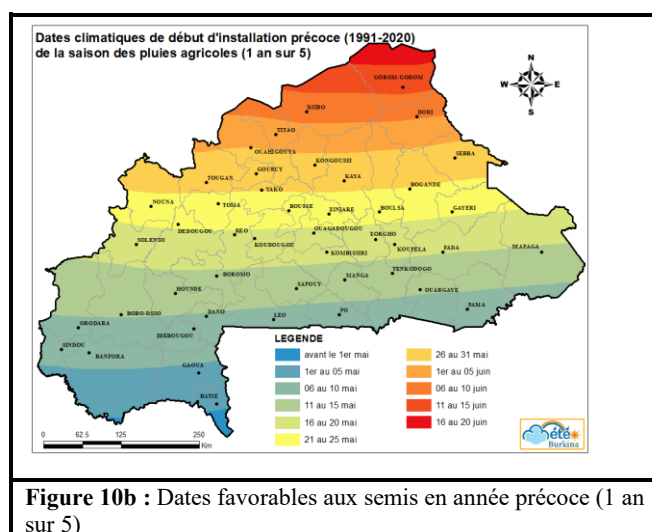 Dates climatiques de début d'installation précoce (1991-2020)
de la saison des pluies agricoles (1 an sur 5)
N
W E
S
GOROM-GOROM
DJIBO
DORI
TITAO
OUAHIGOUYA
KONGOUSSI
SEBBA
GOURCY
TOUGAN
KAYA
YAKO
BOGANDE
NOUNA
TOMA
BOUSSE
ZINIARE
BOULSA
GAYERI
DEDOUGOU
REO
OUAGADOUGOU
ZORGHO
SOLENSO
KOUDOUGOU
KOMBISSIRI
KOUPELA
FADA
DIAPAGA
BOROMO
TENKODOGO
MANGA
HOUNDE
SAPOUY
OUARGAYE
BOBO-DSSO
DANO
LEO
PO
PAMA
ORODARA
DIEBOUGOU
SINDOU
BANFORA
GAOUA
BATIE
LEGENDE
avant le 1er mai
1er au 05 mai
06 au 10 mai
11 au 15 mai
16 au 20 mai
21 au 25 mai
26 au 31 mai
1er au 05 juin
06 au 10 juin
11 au 15 juin
16 au 20 juin
0 62.5 125 250
Km
été
Burkina
Figure 10b : Dates favorables aux semis en année précoce (1 an
sur 5)